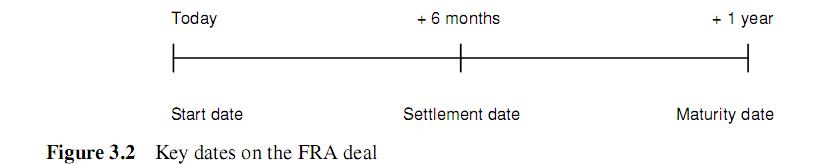 Today + 6 months + 1 year
Start date Settlement date Maturity date
Figure 3.2 Key dates on the FRA deal